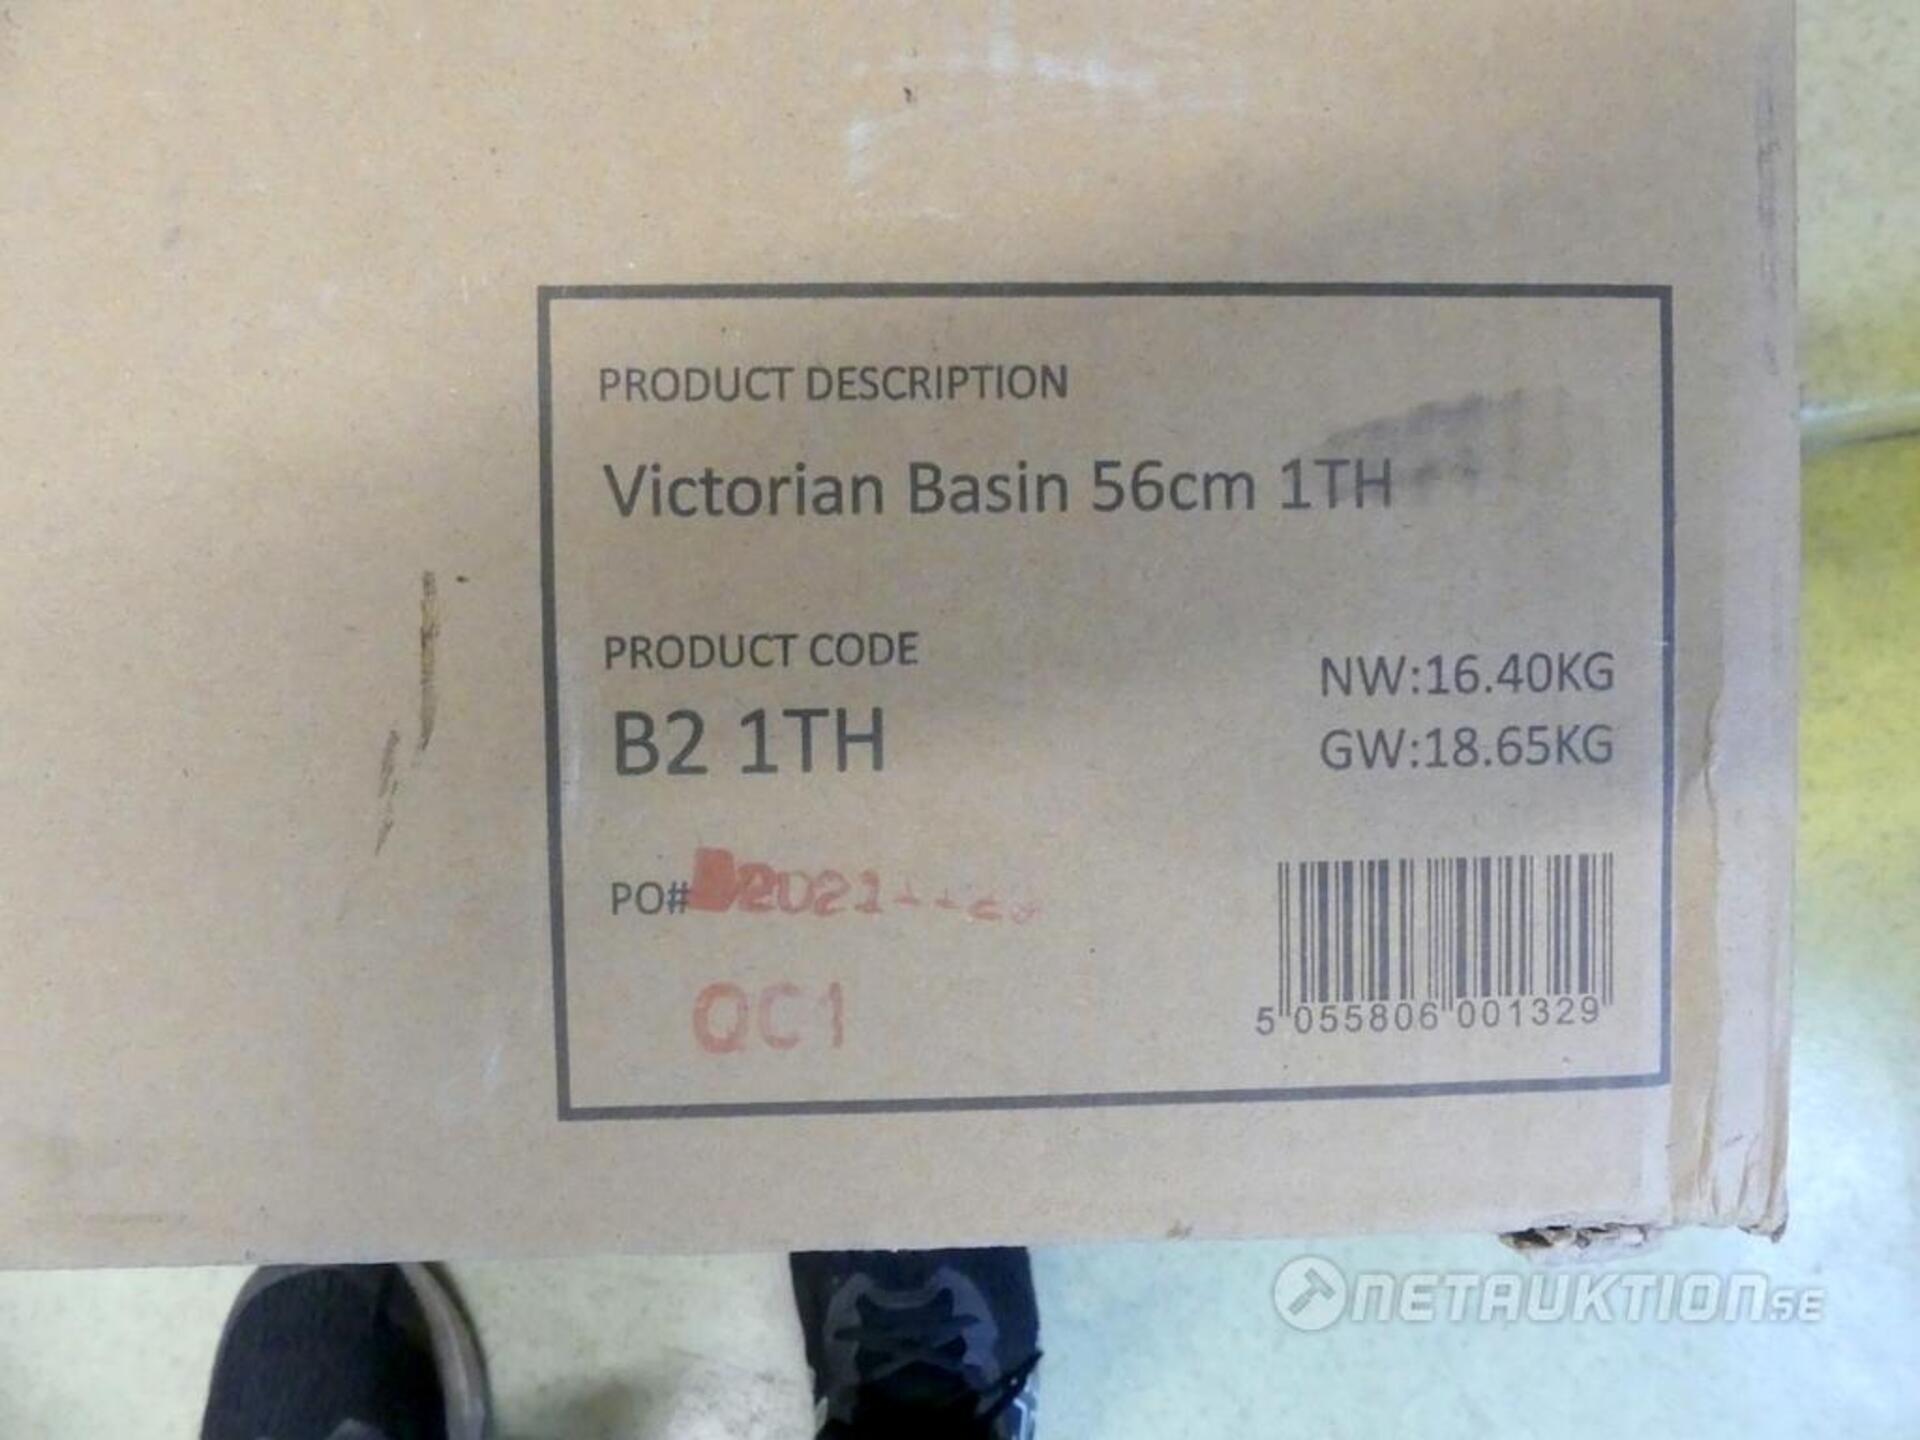 PRODUCT DESCRIPTION
Victorian Basin 56cm 1TH
PRODUCT CODE
B2 1TH
NW:16.40KG
GW:18.65KG
PO# 2021
QC1
5 055806 001329
NETAUKTION.SE